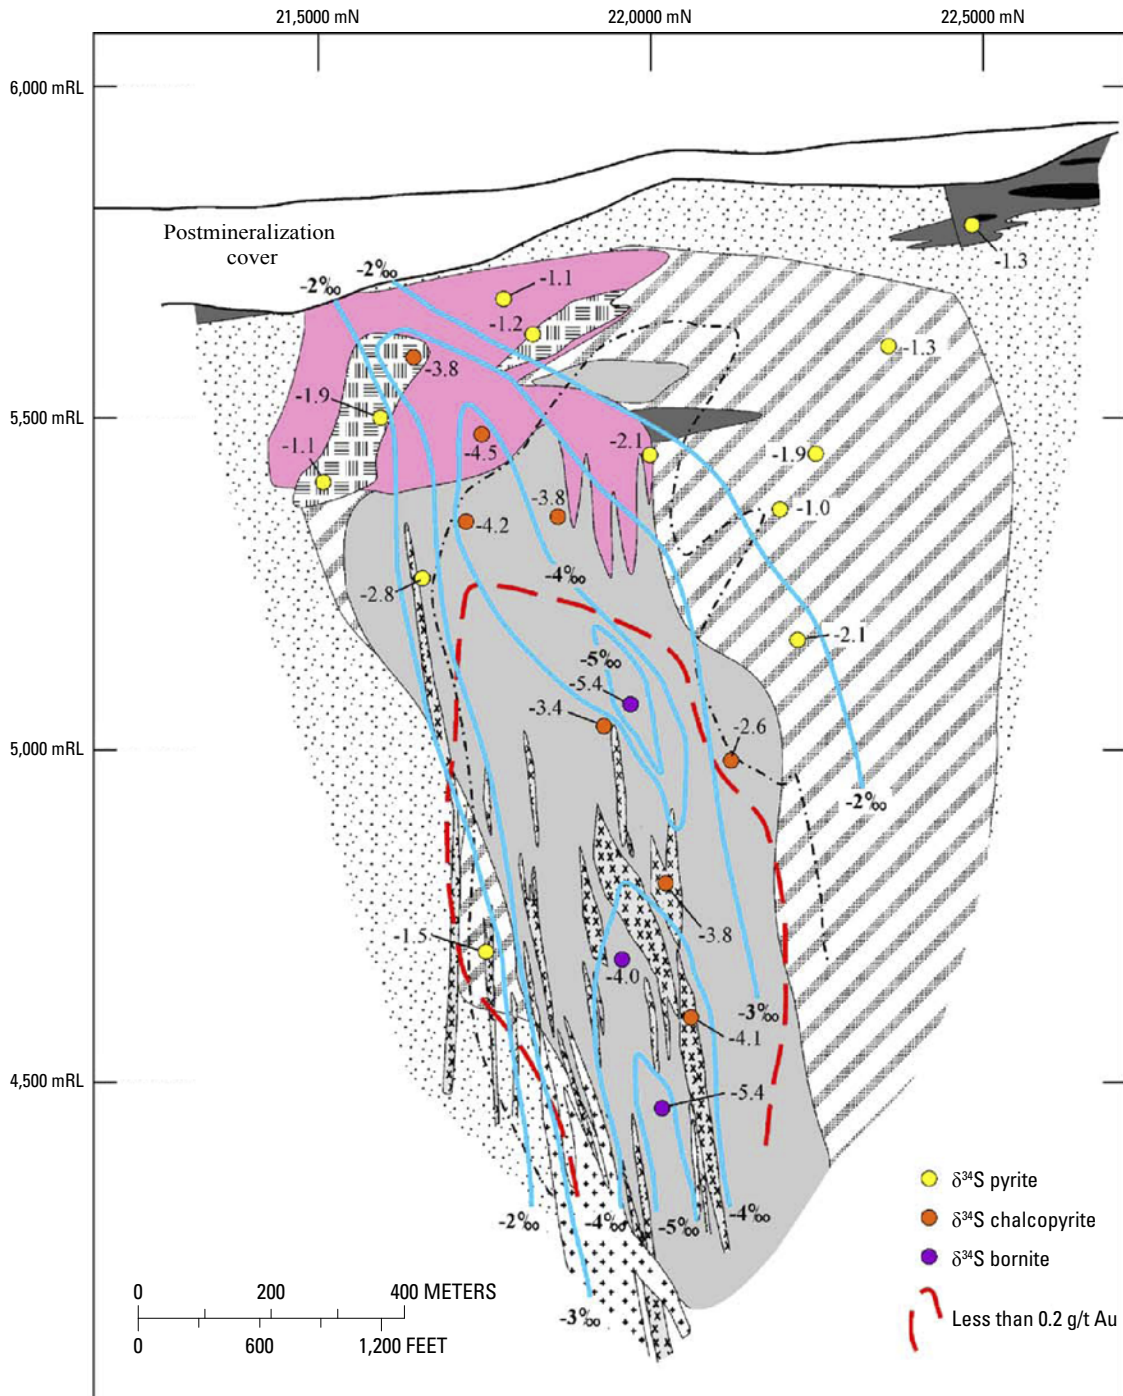 21,5000 mN
22,0000 mN
22,5000 mN
6,000 mRL
Postmineralization
cover
-1.3
-2‰
-2‰
-1.1
-1.2
-1.3
-3.8
-1.9
5,500 mRL
-4.5
-2.1
-1.1
-1.9
-3.8
-1.0
-4.2
-4‰
-2.8
-2.1
-5‰
-5.4
-3.4
-2.6
5,000 mRL
-2‰
-1.5
-3.8
-4.0
-3‰
-4.1
4,500 mRL
-5.4
-2‰
-4‰
-5‰
-4‰
-3‰
δ³⁴S pyrite
δ³⁴S chalcopyrite
δ³⁴S bornite
Less than 0.2 g/t Au
0 200 400 METERS
0 600 1,200 FEET